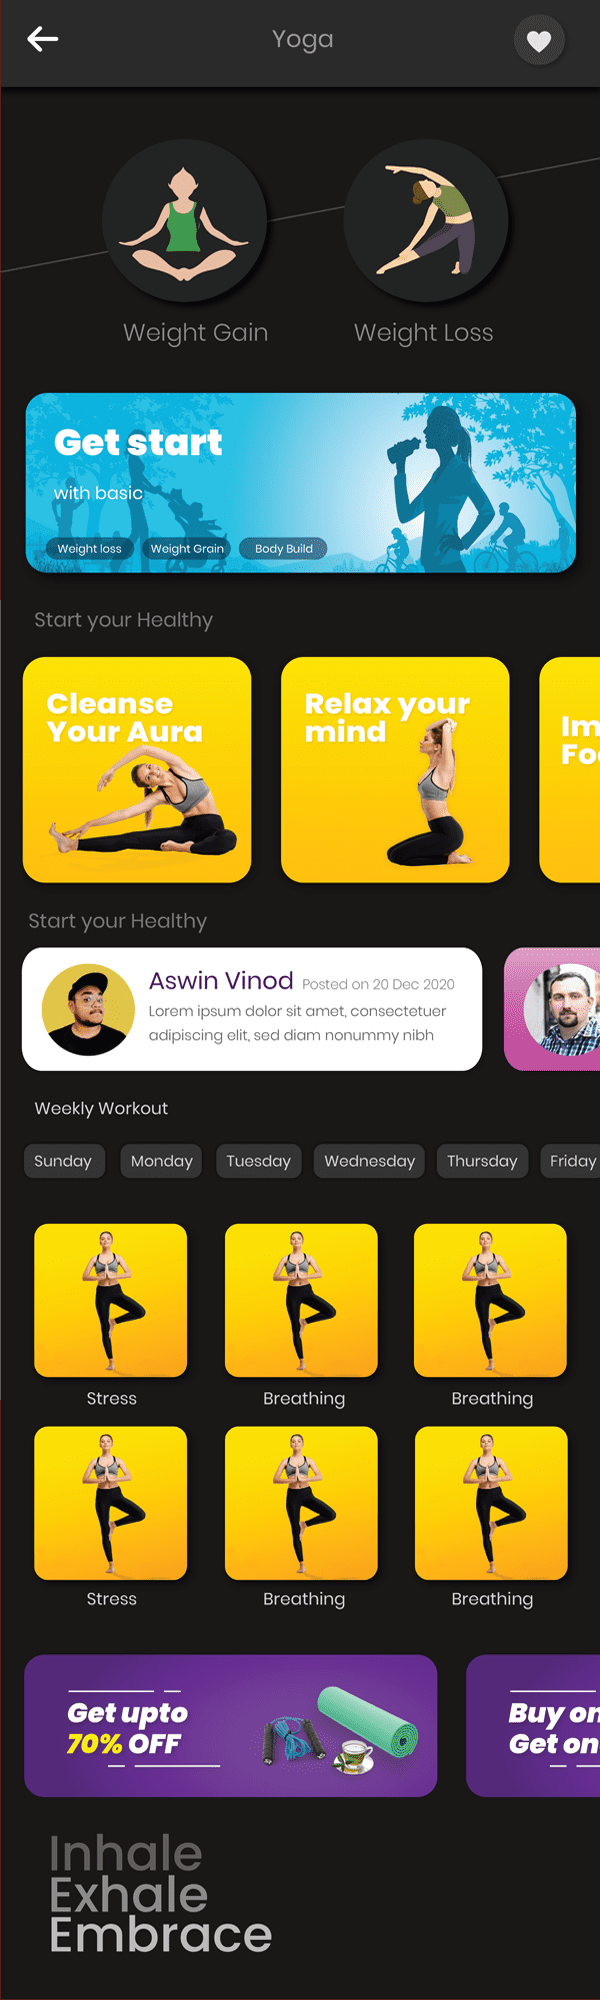 Yoga
Weight Gain
Weight Loss
Get start
with basic
Weight loss
Weight Grain
Body Build
Start your Healthy
Cleanse
Your Aura
Relax your
mind
Im
Fo
Start your Healthy
Aswin Vinod Posted on 20 Dec 2020
Lorem ipsum dolor sit amet, consectetuer
adipiscing elit, sed diam nonummy nibh
Weekly Workout
Sunday
Monday
Tuesday
Wednesday
Thursday
Friday
Stress
Breathing
Breathing
Stress
Breathing
Breathing
Get upto
70% OFF
Buy on
Get on
Inhale
Exhale
Embrace